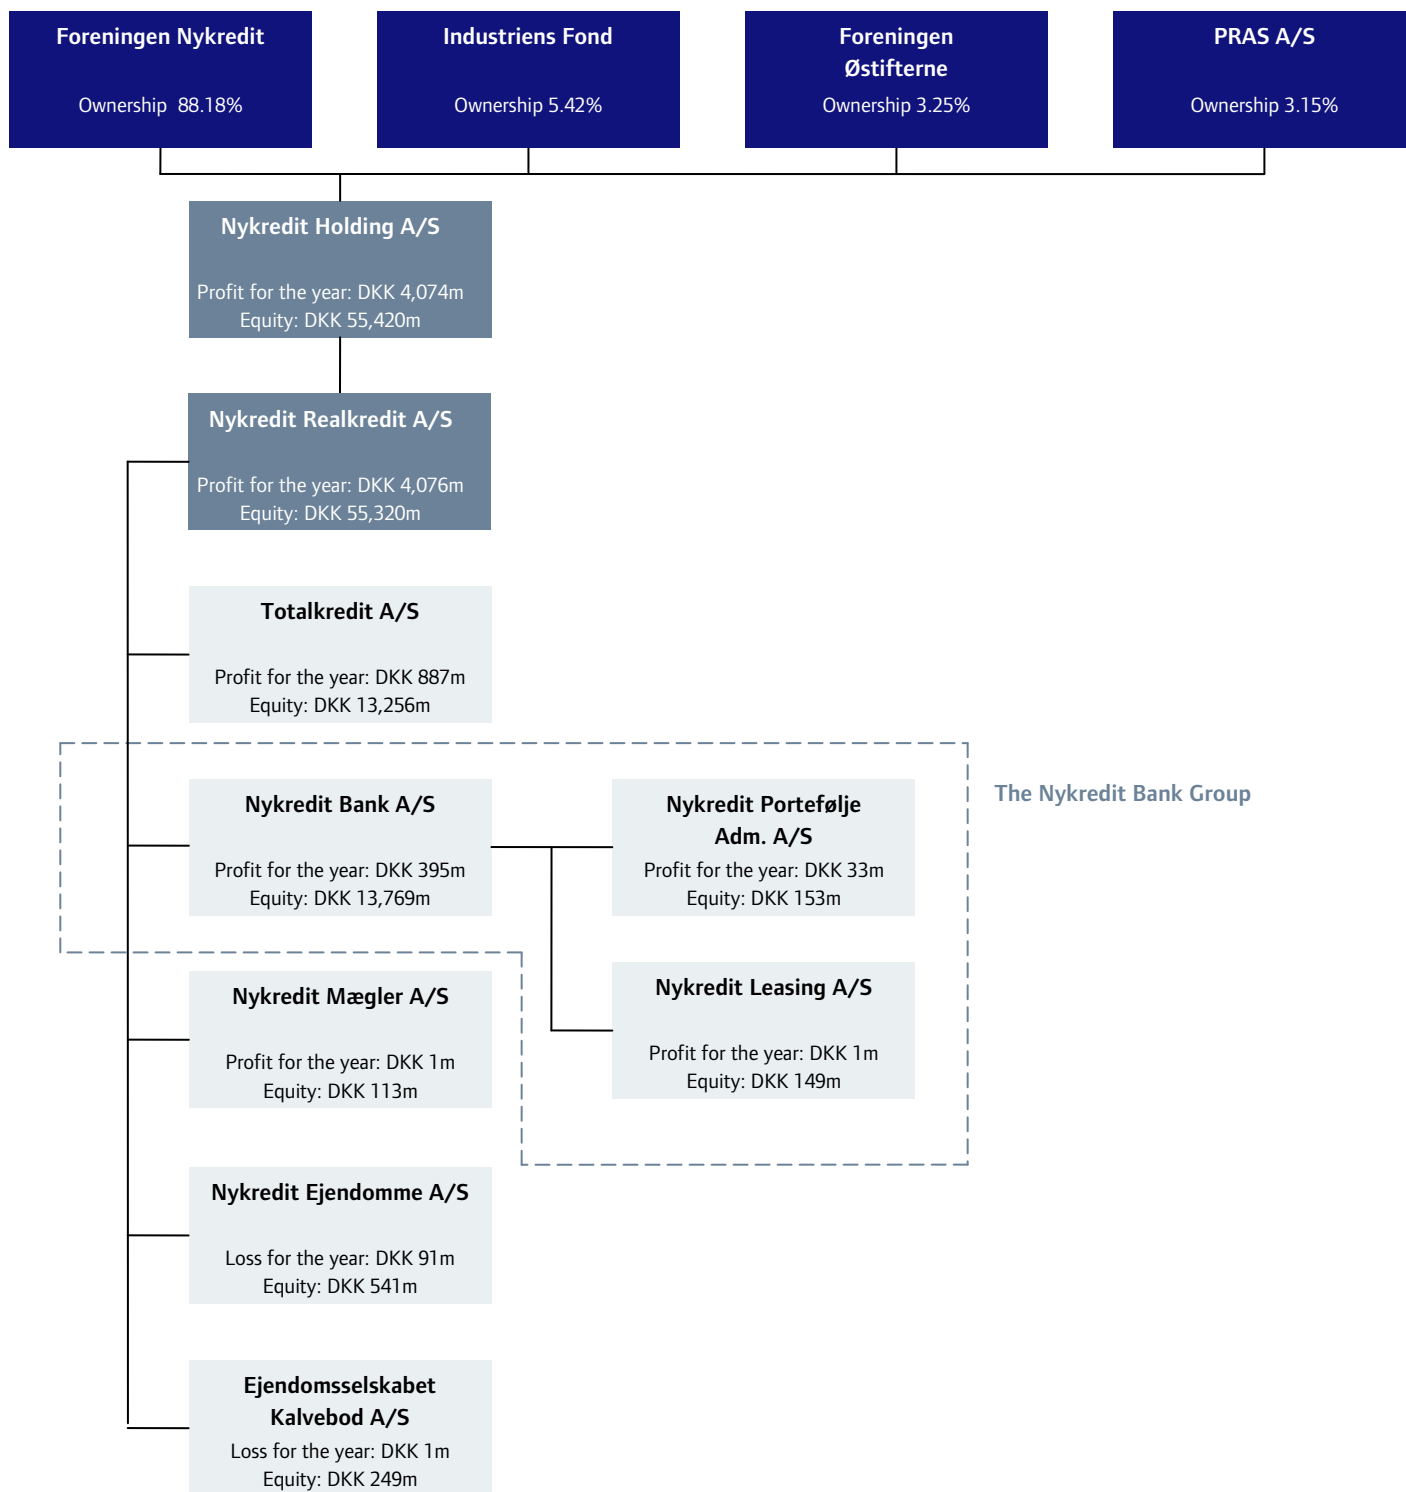 Foreningen Nykredit
Ownership 88.18%
Industriens Fond
Ownership 5.42%
Foreningen
Østifterne
Ownership 3.25%
PRAS A/S
Ownership 3.15%
Nykredit Holding A/S
Profit for the year: DKK 4,074m
Equity: DKK 55,420m
Nykredit Realkredit A/S
Profit for the year: DKK 4,076m
Equity: DKK 55,320m
Totalkredit A/S
Profit for the year: DKK 887m
Equity: DKK 13,256m
The Nykredit Bank Group
Nykredit Bank A/S
Profit for the year: DKK 395m
Equity: DKK 13,769m
Nykredit Portefølje
Adm. A/S
Profit for the year: DKK 33m
Equity: DKK 153m
Nykredit Leasing A/S
Profit for the year: DKK 1m
Equity: DKK 149m
Nykredit Mægler A/S
Profit for the year: DKK 1m
Equity: DKK 113m
Nykredit Ejendomme A/S
Loss for the year: DKK 91m
Equity: DKK 541m
Ejendomsselskabet
Kalvebod A/S
Loss for the year: DKK 1m
Equity: DKK 249m